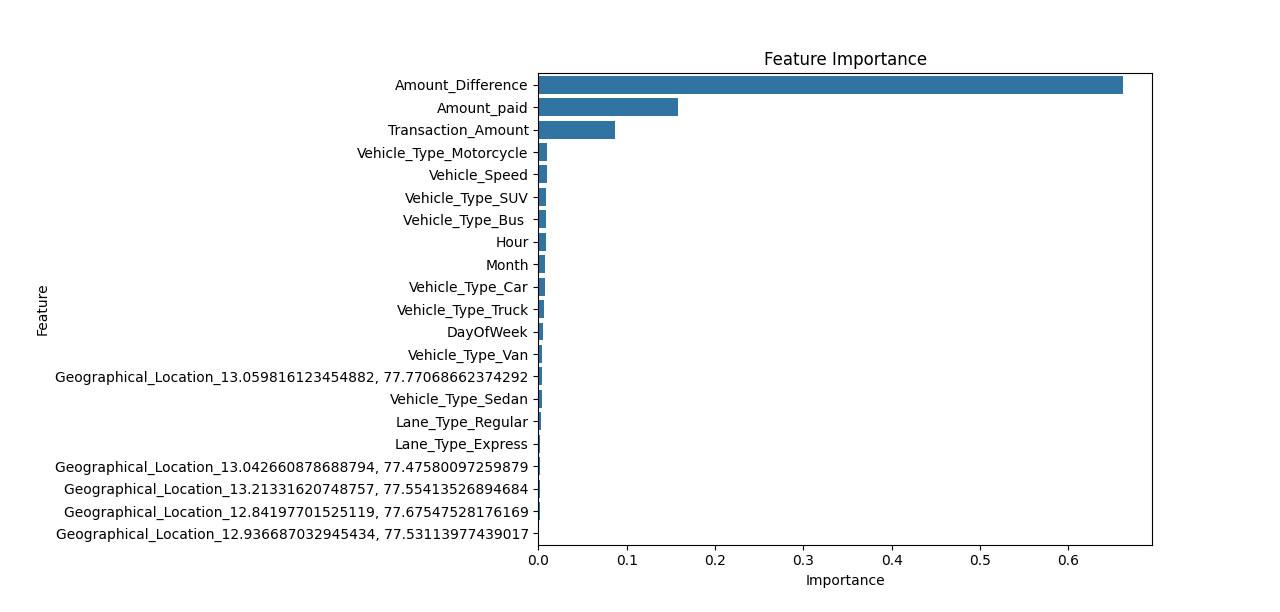 Feature Importance
Amount_Difference
Amount_paid
Transaction_Amount
Vehicle_Type_Motorcycle
Vehicle_Speed
Vehicle_Type_SUV
Vehicle_Type_Bus
Hour
Month
Vehicle_Type_Car
Vehicle_Type_Truck
DayOfWeek
Vehicle_Type_Van
Geographical_Location_13.059816123454882, 77.77068662374292
Vehicle_Type_Sedan
Lane_Type_Regular
Lane_Type_Express
Geographical_Location_13.042660878688794, 77.47580097259879
Geographical_Location_13.21331620748757, 77.55413526894684
Geographical_Location_12.84197701525119, 77.67547528176169
Geographical_Location_12.936687032945434, 77.53113977439017
Feature
0.0 0.1 0.2 0.3 0.4 0.5 0.6
Importance